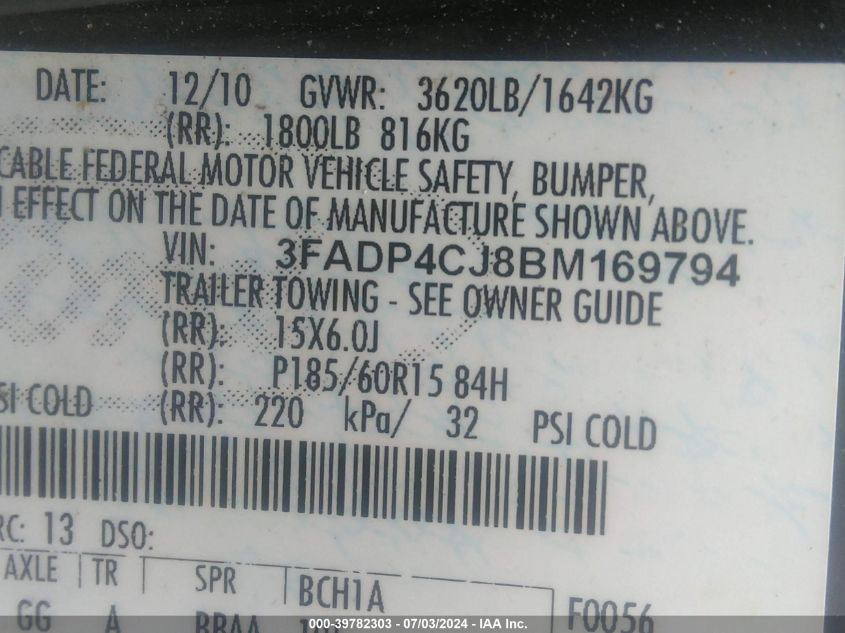 DATE: 12/10 GVWR: 3620LB/1642KG
(RR): 1800LB 816KG
CABLE FEDERAL MOTOR VEHICLE SAFETY, BUMPER,
EFFECT ON THE DATE OF MANUFACTURE SHOWN ABOVE.
VIN: 3FADP4CJ8BM169794
TRAILER TOWING - SEE OWNER GUIDE
(RR): 15X6.0J
(RR): P185/60R15 84H
SI COLD (RR): 220 kPa/ 32 PSI COLD
RC: 13 DSO:
AXLE TR SPR BCH1A
GG A BBAA F0056
000-39782303 - 07/03/2024 - IAA Inc.